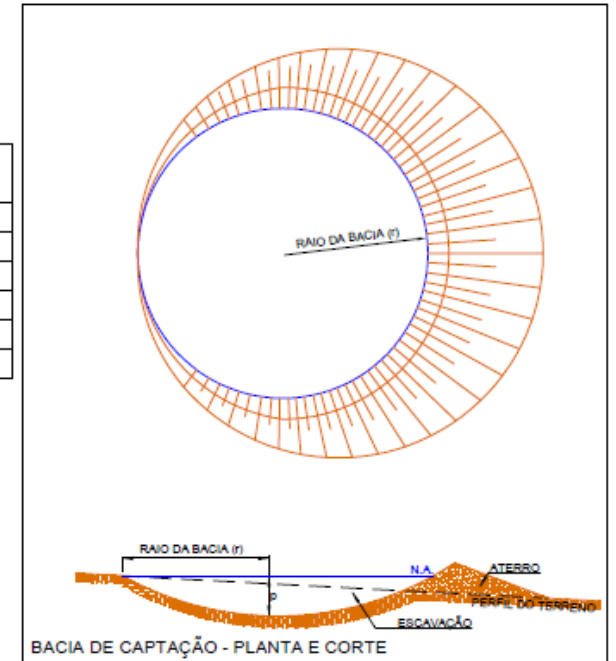 RAIO DA BACIA (r)
RAIO DA BACIA (r)
N.A.
ATERRO
P
PERFIL DO TERRENO
ESCAVAÇÃO
BACIA DE CAPTAÇÃO - PLANTA E CORTE